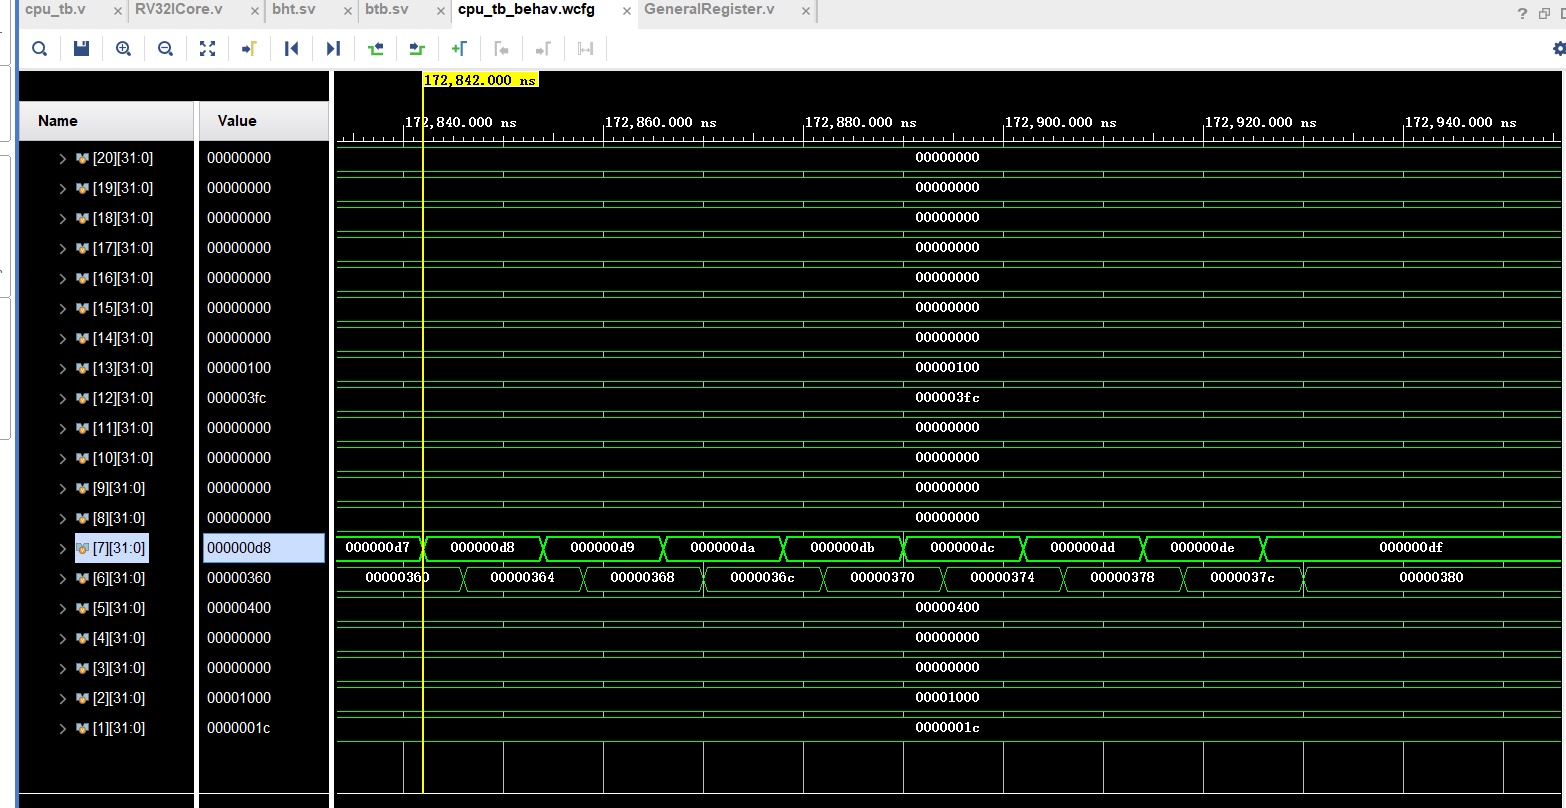 cpu_tb.v × RV32ICore.v × bht.sv × btb.sv × cpu_tb_behav.wcfg × GeneralRegister.v ×
?
172,842.000 ns
Name Value 172,840.000 ns 172,860.000 ns 172,880.000 ns 172,900.000 ns 172,920.000 ns 172,940.000 ns
[20][31:0] 00000000 00000000
[19][31:0] 00000000 00000000
[18][31:0] 00000000 00000000
[17][31:0] 00000000 00000000
[16][31:0] 00000000 00000000
[15][31:0] 00000000 00000000
[14][31:0] 00000000 00000000
[13][31:0] 00000100 00000100
[12][31:0] 000003fc 000003fc
[11][31:0] 00000000 00000000
[10][31:0] 00000000 00000000
[9][31:0] 00000000 00000000
[8][31:0] 00000000 00000000
[7][31:0] 000000d8 000000d7 000000d8 000000d9 000000da 000000db 000000dc 000000dd 000000de 000000df
[6][31:0] 00000360 00000360 00000364 00000368 0000036c 00000370 00000374 00000378 0000037c 00000380
[5][31:0] 00000400 00000400
[4][31:0] 00000000 00000000
[3][31:0] 00000000 00000000
[2][31:0] 00001000 00001000
[1][31:0] 0000001c 0000001c